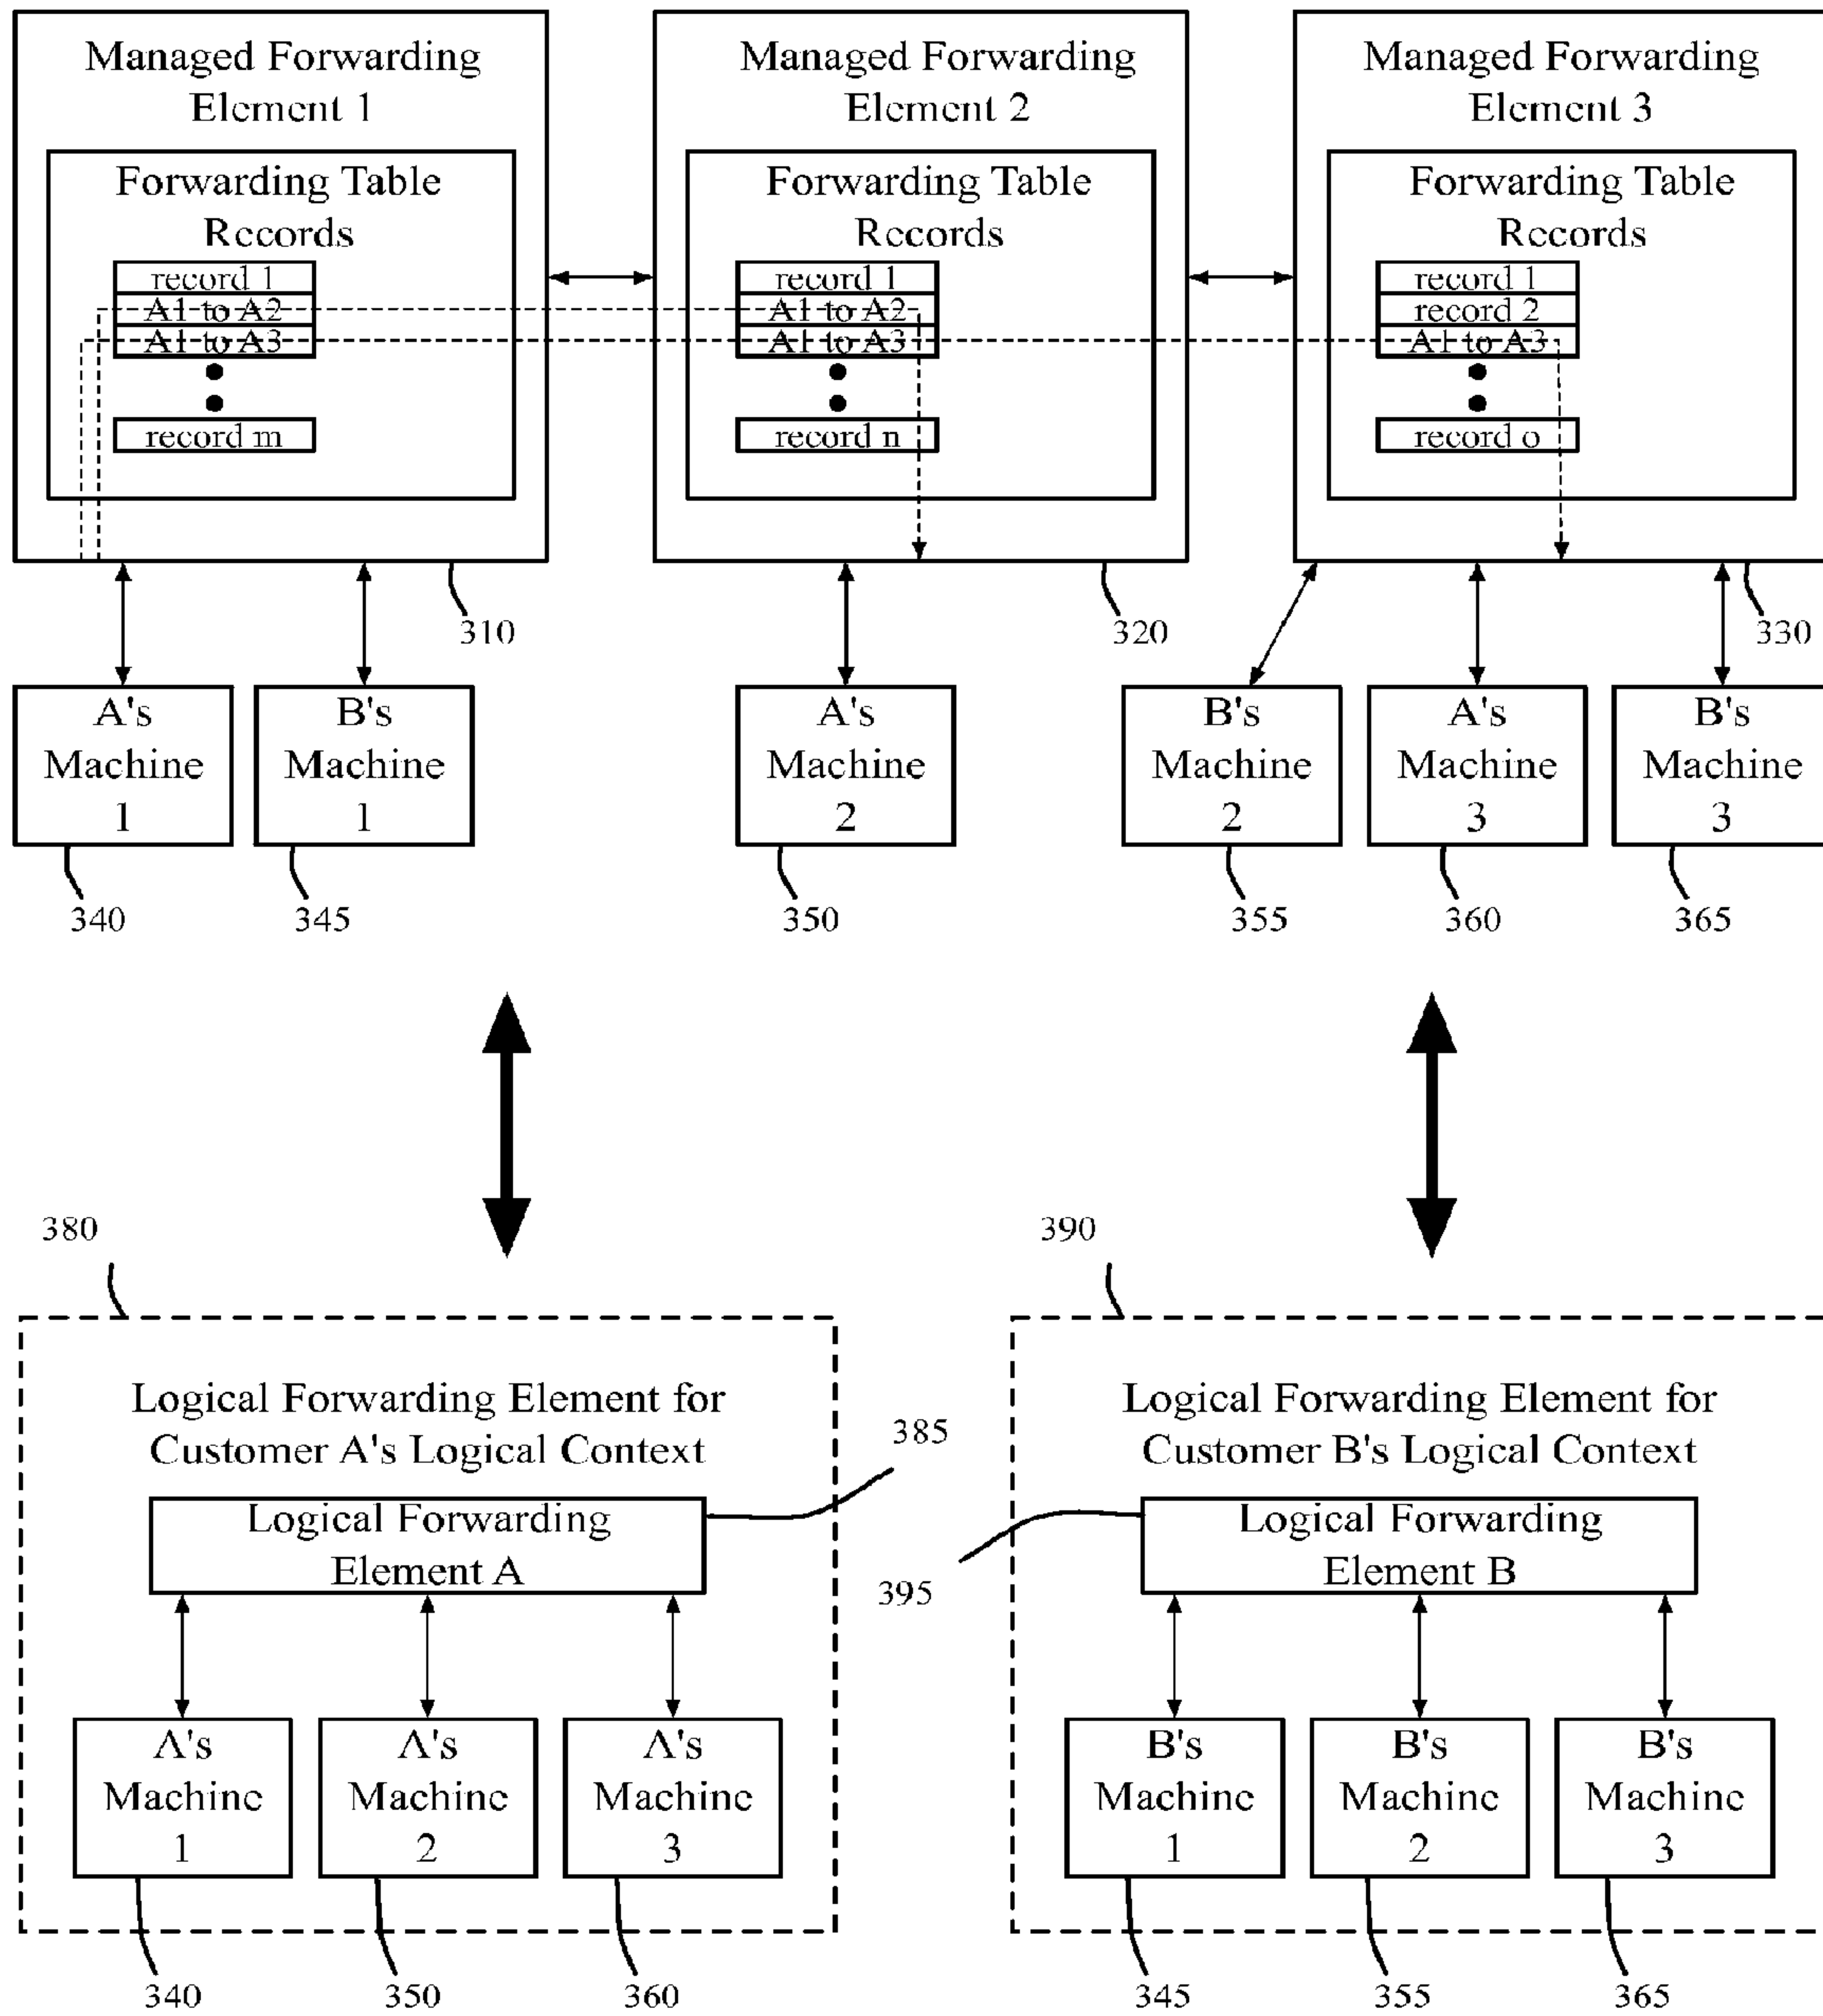 Managed Forwarding
Element 1
Forwarding Table
Records
record 1
A1 to A2
A1 to A3
record m
Managed Forwarding
Element 2
Forwarding Table
Records
record 1
A1 to A2
A1 to A3
record n
Managed Forwarding
Element 3
Forwarding Table
Records
record 1
record 2
A1 to A3
record o
310
320
330
A's
Machine
1
B's
Machine
1
A's
Machine
2
B's
Machine
2
A's
Machine
3
B's
Machine
3
340
345
350
355
360
365
380
390
Logical Forwarding Element for
Customer A's Logical Context
385
Logical Forwarding
Element A
A's
Machine
1
A's
Machine
2
A's
Machine
3
340
350
360
Logical Forwarding Element for
Customer B's Logical Context
395
Logical Forwarding
Element B
B's
Machine
1
B's
Machine
2
B's
Machine
3
345
355
365